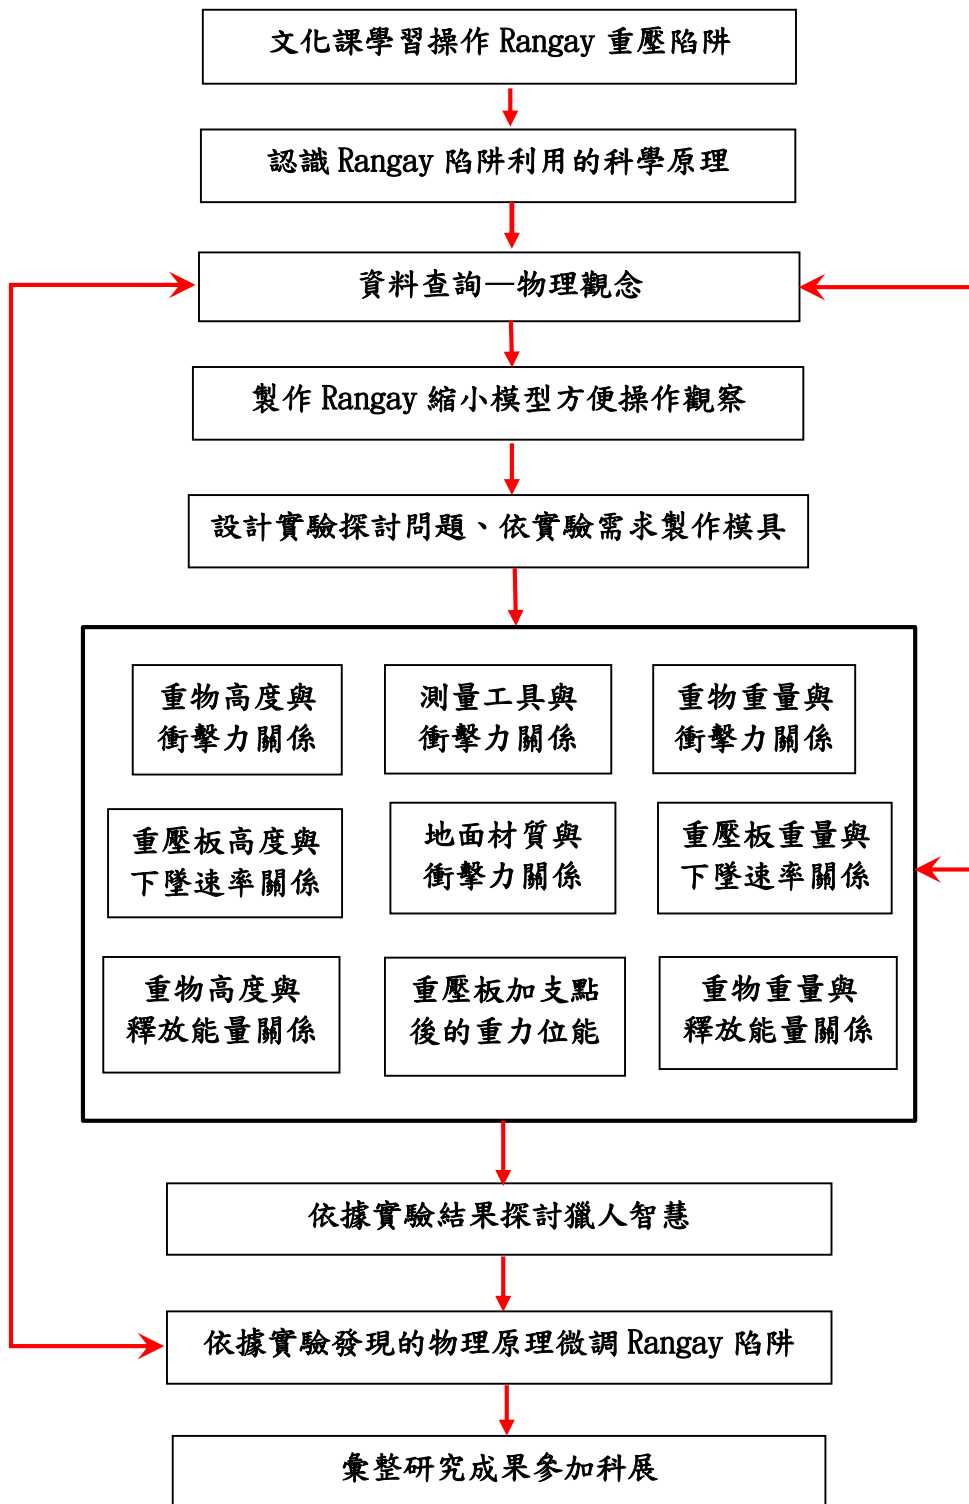 文化課學習操作 Rangay 重壓陷阱
認識 Rangay 陷阱利用的科學原理
資料查詢—物理觀念
製作 Rangay 縮小模型方便操作觀察
設計實驗探討問題、依實驗需求製作模具
重物高度與
衝擊力關係
測量工具與
衝擊力關係
重物重量與
衝擊力關係
重壓板高度與
下墜速率關係
地面材質與
衝擊力關係
重壓板重量與
下墜速率關係
重物高度與
釋放能量關係
重壓板加支點
後的重力位能
重物重量與
釋放能量關係
依據實驗結果探討獵人智慧
依據實驗發現的物理原理微調 Rangay 陷阱
彙整研究成果參加科展